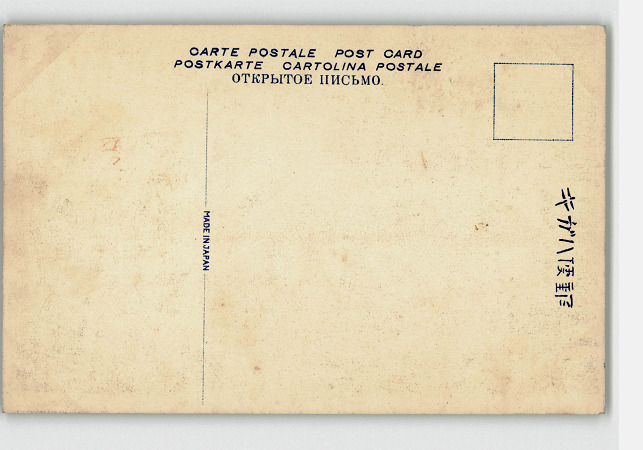 CARTE POSTALE POST CARD
POSTKARTE CARTOLINA POSTALE
ОТКРЫТОЕ ПИСЬМО.
MADE IN JAPAN
郵便ハガキ